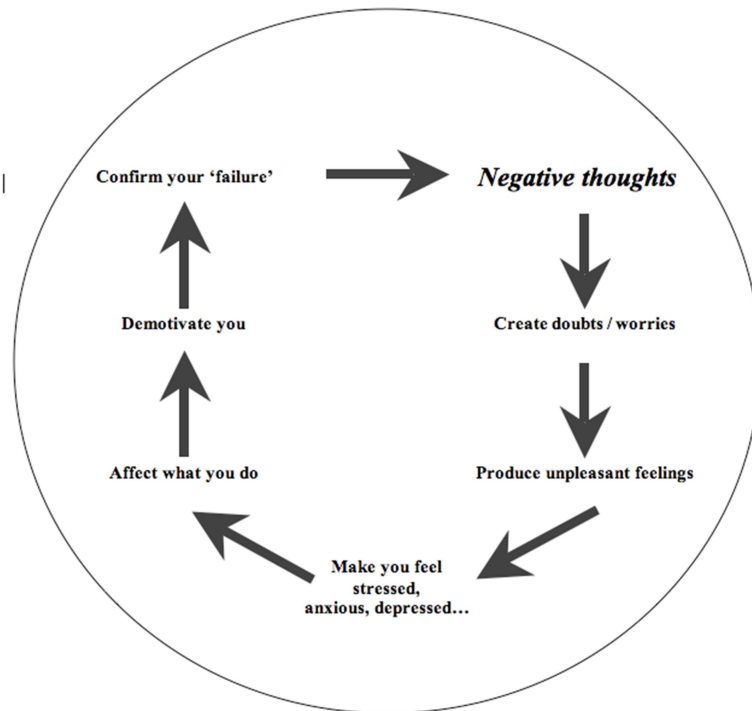 Confirm your ‘failure’
Negative thoughts
Demotivate you
Create doubts / worries
Affect what you do
Produce unpleasant feelings
Make you feel
stressed,
anxious, depressed…